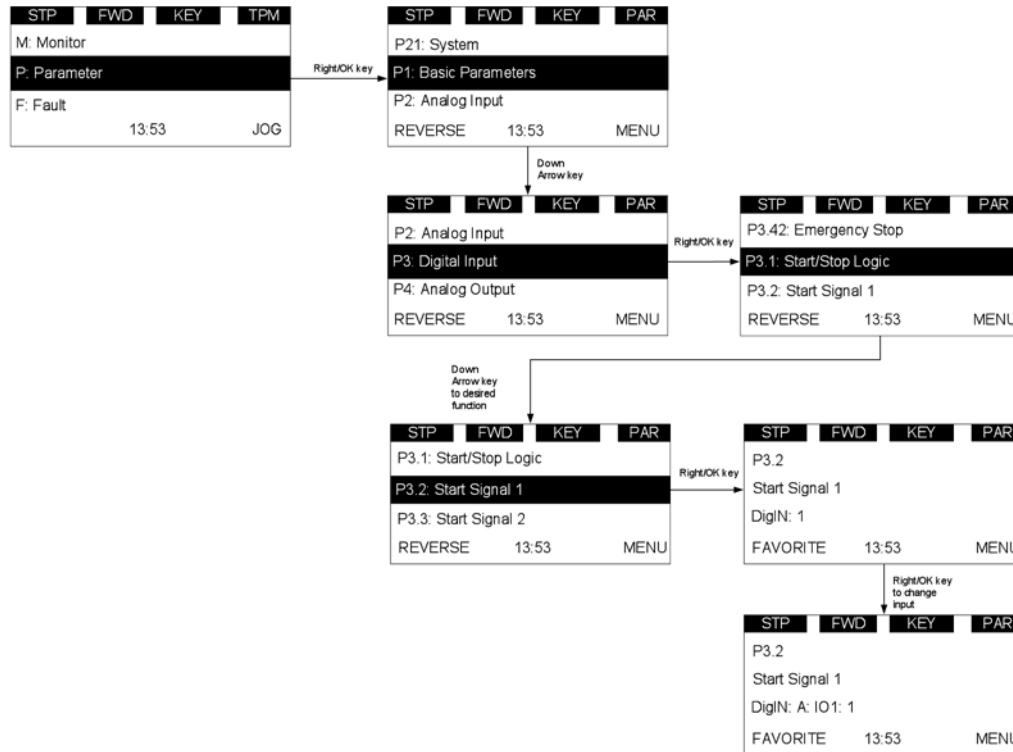 STP FWD KEY TPM
M: Monitor
P: Parameter
F: Fault
13:53 JOG
Right/OK key
STP FWD KEY PAR
P21: System
P1: Basic Parameters
P2: Analog Input
REVERSE 13:53 MENU
Down
Arrow key
STP FWD KEY PAR
P2: Analog Input
P3: Digital Input
P4: Analog Output
REVERSE 13:53 MENU
Right/OK key
STP FWD KEY PAR
P3.42: Emergency Stop
P3.1: Start/Stop Logic
P3.2: Start Signal 1
REVERSE 13:53 MENU
Down
Arrow key
to desired
function
STP FWD KEY PAR
P3.1: Start/Stop Logic
P3.2: Start Signal 1
P3.3: Start Signal 2
REVERSE 13:53 MENU
Right/OK key
STP FWD KEY PAR
P3.2
Start Signal 1
DigIN: 1
FAVORITE 13:53 MENU
Right/OK key
to change
input
STP FWD KEY PAR
P3.2
Start Signal 1
DigIN: A: IO1: 1
FAVORITE 13:53 MENU